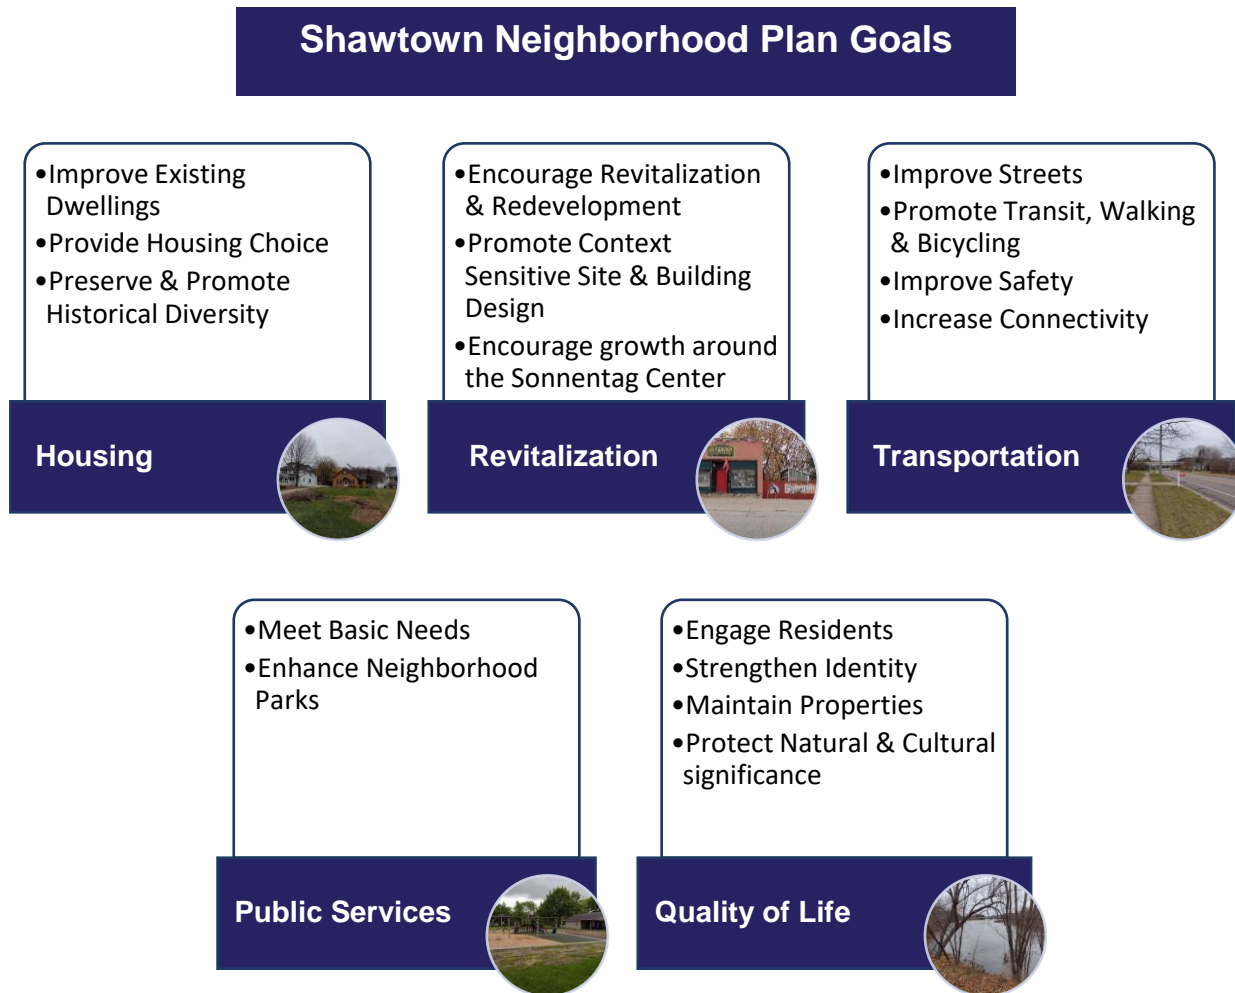 Shawtown Neighborhood Plan Goals
•Improve Existing
Dwellings
•Provide Housing Choice
•Preserve & Promote
Historical Diversity
Housing
•Encourage Revitalization
& Redevelopment
•Promote Context
Sensitive Site & Building
Design
•Encourage growth around
the Sonnentag Center
Revitalization
•Improve Streets
•Promote Transit, Walking
& Bicycling
•Improve Safety
•Increase Connectivity
Transportation
•Meet Basic Needs
•Enhance Neighborhood
Parks
Public Services
•Engage Residents
•Strengthen Identity
•Maintain Properties
•Protect Natural & Cultural
significance
Quality of Life